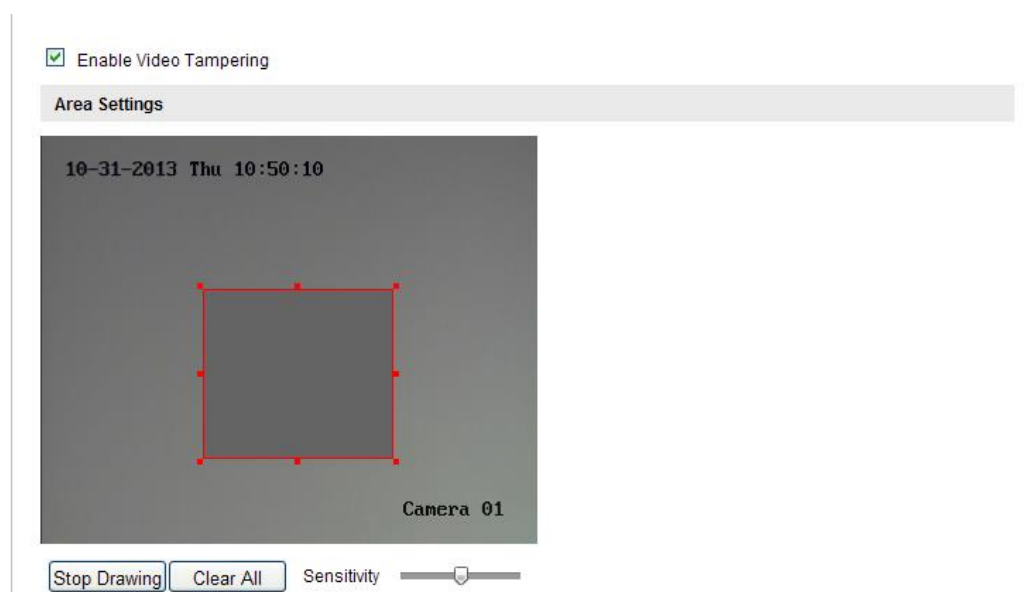 Enable Video Tampering
Area Settings
10-31-2013 Thu 10:50:10
Camera 01
Stop Drawing Clear All Sensitivity